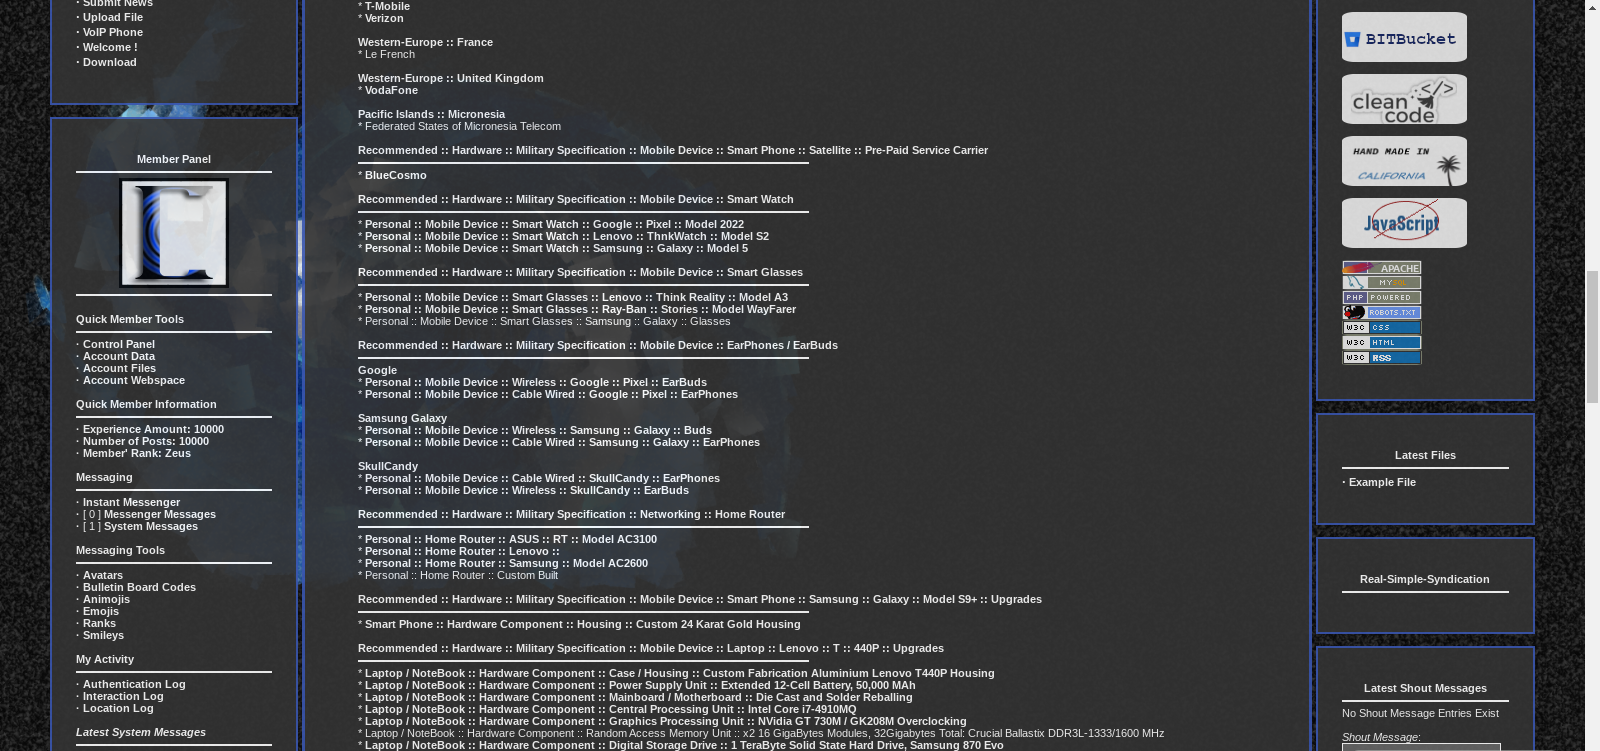 · Submit News
· Upload File
· VoIP Phone
· Welcome !
· Download
Member Panel
Quick Member Tools
· Control Panel
· Account Data
· Account Files
· Account Webspace
Quick Member Information
· Experience Amount: 10000
· Number of Posts: 10000
· Member' Rank: Zeus
Messaging
· Instant Messenger
· [ 0 ] Messenger Messages
· [ 1 ] System Messages
Messaging Tools
· Avatars
· Bulletin Board Codes
· Animojis
· Emojis
· Ranks
· Smileys
My Activity
· Authentication Log
· Interaction Log
· Location Log
Latest System Messages
* T-Mobile
* Verizon
Western-Europe :: France
* Le French
Western-Europe :: United Kingdom
* VodaFone
Pacific Islands :: Micronesia
* Federated States of Micronesia Telecom
Recommended :: Hardware :: Military Specification :: Mobile Device :: Smart Phone :: Satellite :: Pre-Paid Service Carrier
* BlueCosmo
Recommended :: Hardware :: Military Specification :: Mobile Device :: Smart Watch
* Personal :: Mobile Device :: Smart Watch :: Google :: Pixel :: Model 2022
* Personal :: Mobile Device :: Smart Watch :: Lenovo :: ThnkWatch :: Model S2
* Personal :: Mobile Device :: Smart Watch :: Samsung :: Galaxy :: Model 5
Recommended :: Hardware :: Military Specification :: Mobile Device :: Smart Glasses
* Personal :: Mobile Device :: Smart Glasses :: Lenovo :: Think Reality :: Model A3
* Personal :: Mobile Device :: Smart Glasses :: Ray-Ban :: Stories :: Model WayFarer
* Personal :: Mobile Device :: Smart Glasses :: Samsung :: Galaxy :: Glasses
Recommended :: Hardware :: Military Specification :: Mobile Device :: EarPhones / EarBuds
Google
* Personal :: Mobile Device :: Wireless :: Google :: Pixel :: EarBuds
* Personal :: Mobile Device :: Cable Wired :: Google :: Pixel :: EarPhones
Samsung Galaxy
* Personal :: Mobile Device :: Wireless :: Samsung :: Galaxy :: Buds
* Personal :: Mobile Device :: Cable Wired :: Samsung :: Galaxy :: EarPhones
SkullCandy
* Personal :: Mobile Device :: Cable Wired :: SkullCandy :: EarPhones
* Personal :: Mobile Device :: Wireless :: SkullCandy :: EarBuds
Recommended :: Hardware :: Military Specification :: Networking :: Home Router
* Personal :: Home Router :: ASUS :: RT :: Model AC3100
* Personal :: Home Router :: Lenovo ::
* Personal :: Home Router :: Samsung :: Model AC2600
* Personal :: Home Router :: Custom Built
Recommended :: Hardware :: Military Specification :: Mobile Device :: Smart Phone :: Samsung :: Galaxy :: Model S9+ :: Upgrades
* Smart Phone :: Hardware Component :: Housing :: Custom 24 Karat Gold Housing
Recommended :: Hardware :: Military Specification :: Mobile Device :: Laptop :: Lenovo :: T :: 440P :: Upgrades
* Laptop / NoteBook :: Hardware Component :: Case / Housing :: Custom Fabrication Aluminium Lenovo T440P Housing
* Laptop / NoteBook :: Hardware Component :: Power Supply Unit :: Extended 12-Cell Battery, 50,000 MAh
* Laptop / NoteBook :: Hardware Component :: Mainboard / Motherboard :: Die Cast and Solder Reballing
* Laptop / NoteBook :: Hardware Component :: Central Processing Unit :: Intel Core i7-4910MQ
* Laptop / NoteBook :: Hardware Component :: Graphics Processing Unit :: NVidia GT 730M / GK208M Overclocking
* Laptop / NoteBook :: Hardware Component :: Random Access Memory Unit :: x2 16 GigaBytes Modules, 32Gigabytes Total: Crucial Ballastix DDR3L-1333/1600 MHz
* Laptop / NoteBook :: Hardware Component :: Digital Storage Drive :: 1 TeraByte Solid State Hard Drive, Samsung 870 Evo
BITBucket
clean </>
code
HAND MADE IN
CALIFORNIA
JavaScript
APACHE
MYSQL
PHP POWERED
ROBOTS.TXT
W3C CSS
W3C HTML
W3C RSS
Latest Files
· Example File
Real-Simple-Syndication
Latest Shout Messages
No Shout Message Entries Exist
Shout Message: